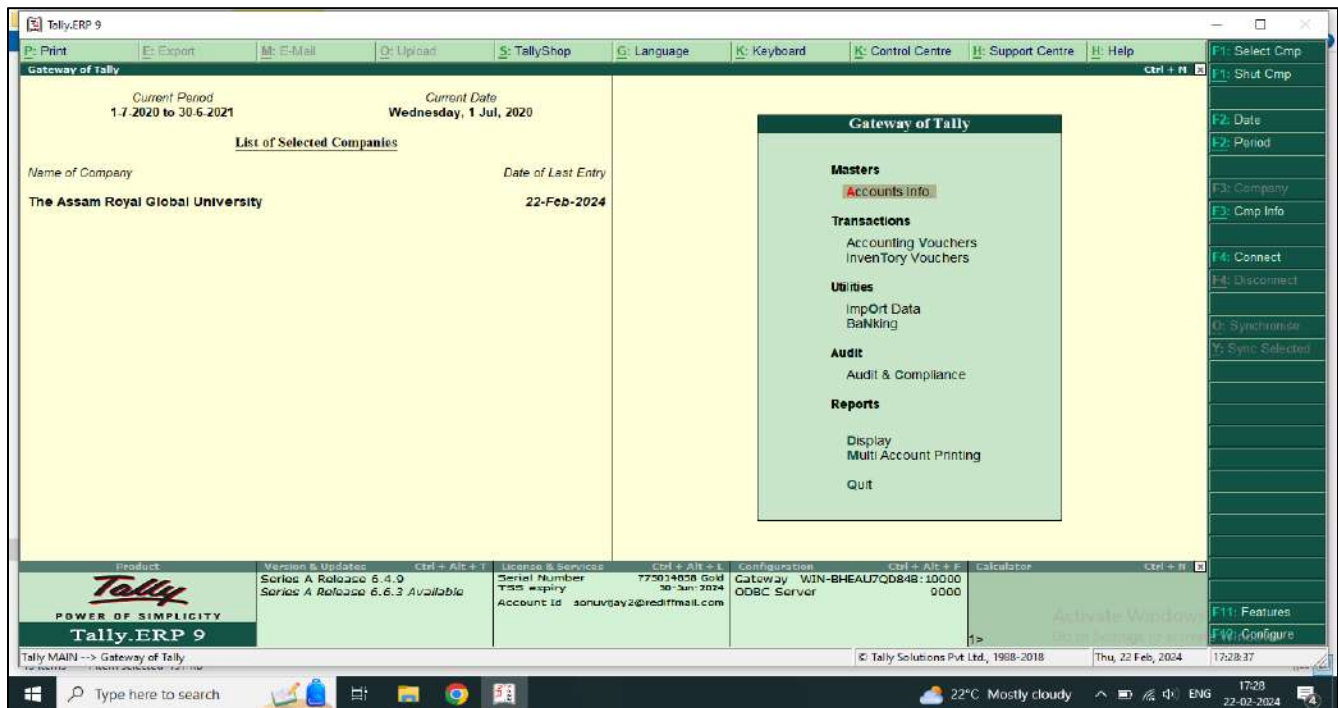 Tally.ERP 9
P: Print E: Export M: E-Mail O: Upload S: TallyShop G: Language K: Keyboard K: Control Centre H: Support Centre H: Help
Gateway of Tally Ctrl + M
Current Period Current Date
1-7-2020 to 30-6-2021 Wednesday, 1 Jul, 2020
List of Selected Companies
Name of Company Date of Last Entry
The Assam Royal Global University 22-Feb-2024
Gateway of Tally
Masters
Accounts Info.
Transactions
Accounting Vouchers
InvenTory Vouchers
Utilities
ImpOrt Data
BaNking
Audit
Audit & Compliance
Reports
Display
Multi Account Printing
Quit
F1: Select Cmp
F1: Shut Cmp
F2: Date
F2: Period
F3: Company
F3: Cmp Info
F4: Connect
F4: Disconnect
O: Synchronise
Y: Sync Selected
F11: Features
F12: Configure
Product
Tally
POWER OF SIMPLICITY
Tally.ERP 9
Version & Updates Ctrl + Alt + T
Series A Release 6.4.9
Series A Release 6.6.3 Available
License & Services Ctrl + Alt + L
Serial Number 775014658 Gold
TSS expiry 30-Jun-2024
Account Id sonuvijay2@rediffmail.com
Configuration Ctrl + Alt + F
Gateway WIN-BHEAU7QD84B:10000
ODBC Server 9000
Calculator Ctrl + N
1>
Activate Windows
Tally MAIN --> Gateway of Tally © Tally Solutions Pvt Ltd., 1988-2018 Thu, 22 Feb, 2024 17:28:37
Type here to search 22°C Mostly cloudy ENG 17:28
22-02-2024
4